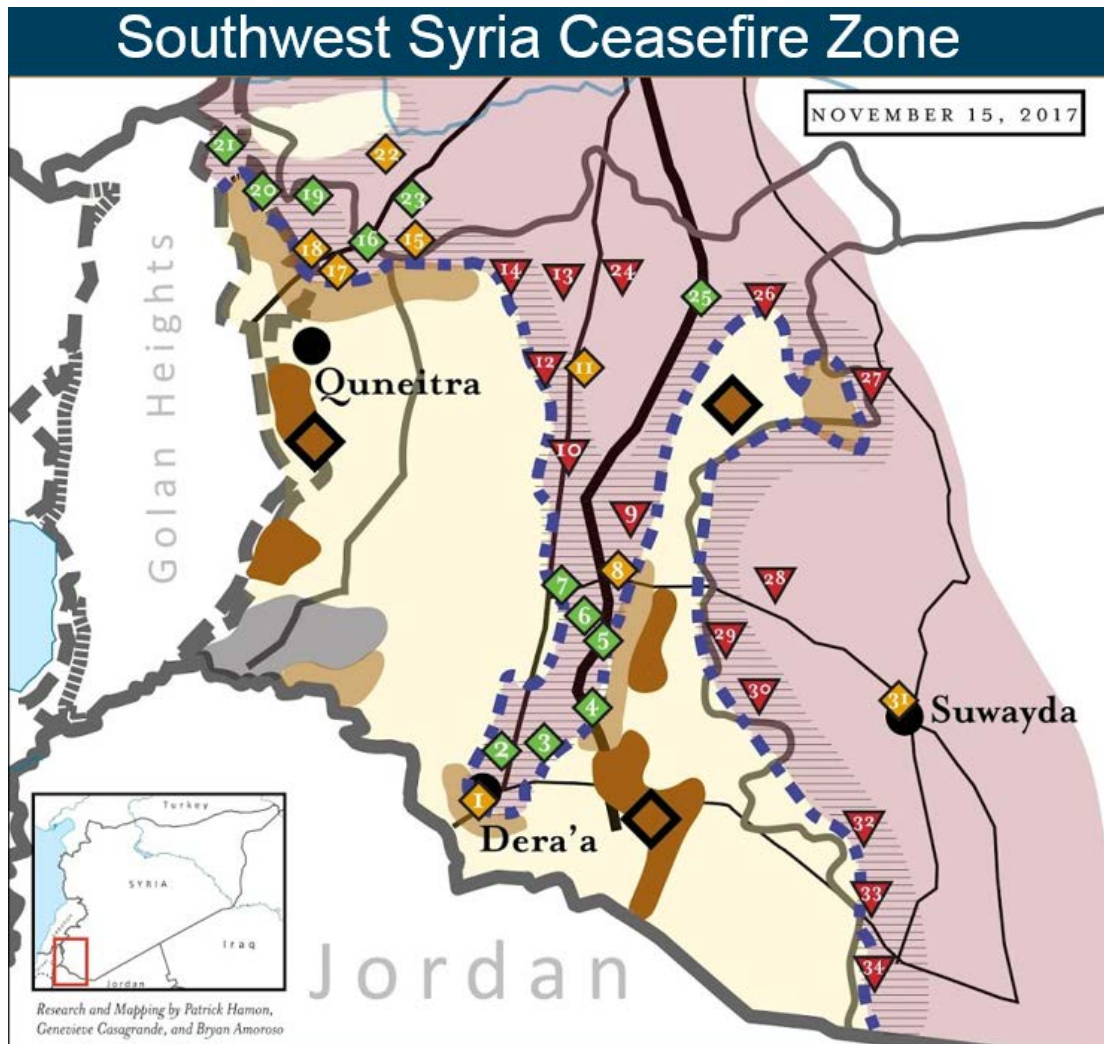 Southwest Syria Ceasefire Zone
NOVEMBER 15, 2017
21
22
20
19
23
16
15
18
17
14
13
24
25
26
Golan Heights
12
11
27
Quneitra
10
9
8
7
28
6
5
29
30
31
Suwayda
4
2
3
1
Dera'a
32
33
34
Turkey
SYRIA
Iraq
Jordan
Jordan
Research and Mapping by Patrick Hamon,
Genevieve Casagrande, and Bryan Amoroso